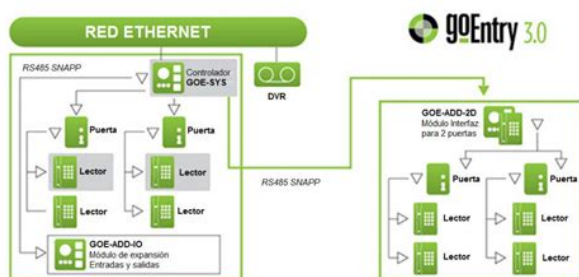 RED ETHERNET
goEntry 3.0
RS485 SNAPP
Controlador
GOE-SYS
DVR
Puerta
Puerta
Lector
Lector
Lector
Lector
GOE-ADD-IO
Módulo de expansión
Entradas y salidas
RS485 SNAPP
GOE-ADD-2D
Módulo Interfaz
para 2 puertas
Puerta
Puerta
Lector
Lector
Lector
Lector